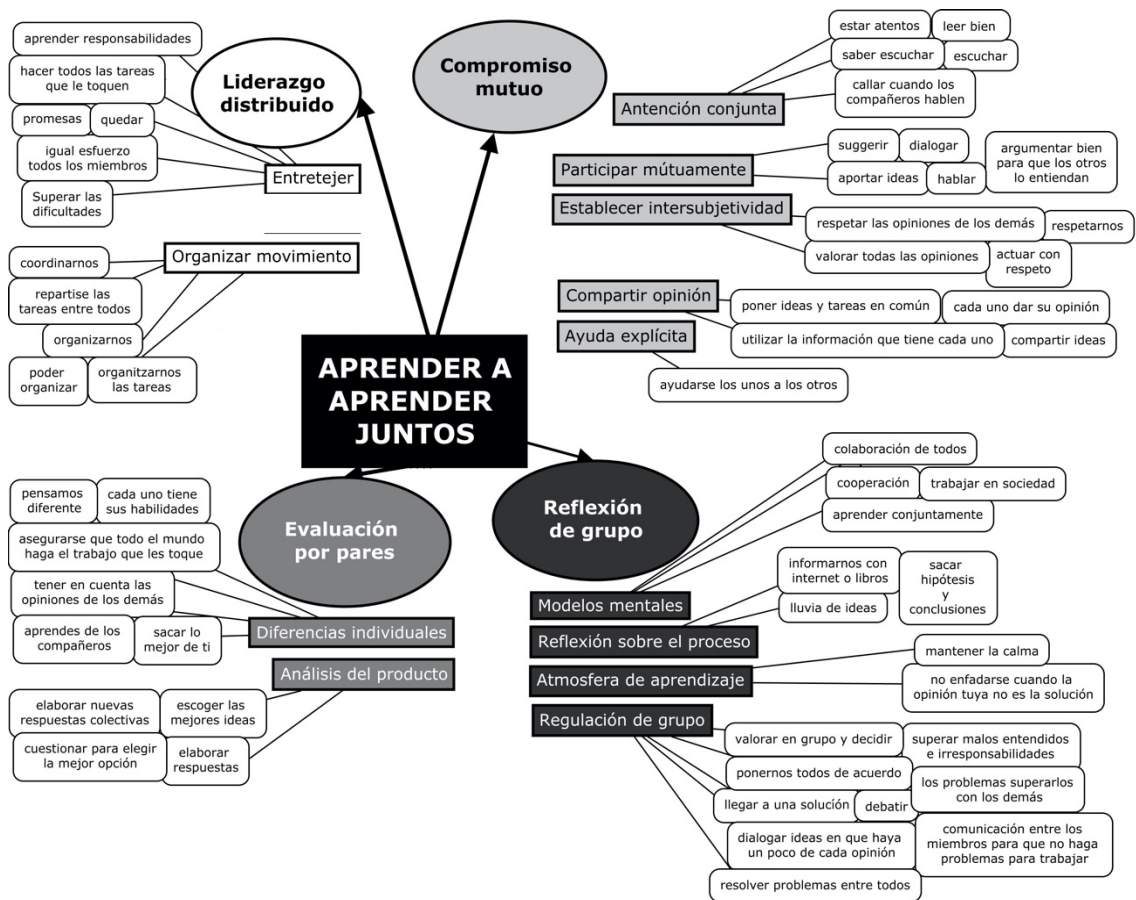 aprender responsabilidades
hacer todos las tareas
que le toquen
promesas
quedar
igual esfuerzo
todos los miembros
Superar las
dificultades
Liderazgo
distribuido
Entretejer
Organizar movimiento
coordinarnos
repartise las
tareas entre todos
organizarnos
poder
organizar
organitzarnos
las tareas
Compromiso
mutuo
Antención conjunta
estar atentos
leer bien
saber escuchar
escuchar
callar cuando los
compañeros hablen
Participar mútuamente
suggerir
dialogar
aportar ideas
hablar
argumentar bien
para que los otros
lo entiendan
Establecer intersubjetividad
respetar las opiniones de los demás
respetarnos
valorar todas las opiniones
actuar con
respeto
Compartir opinión
poner ideas y tareas en común
cada uno dar su opinión
utilizar la información que tiene cada uno
compartir ideas
Ayuda explícita
ayudarse los unos a los otros
APRENDER A
APRENDER
JUNTOS
Evaluación
por pares
pensamos
diferente
cada uno tiene
sus habilidades
asegurarse que todo el mundo
haga el trabajo que les toque
tener en cuenta las
opiniones de los demás
aprendes de los
compañeros
sacar lo
mejor de ti
Diferencias individuales
Análisis del producto
elaborar nuevas
respuestas colectivas
escoger las
mejores ideas
cuestionar para elegir
la mejor opción
elaborar
respuestas
Reflexión
de grupo
colaboración de todos
cooperación
trabajar en sociedad
aprender conjuntamente
Modelos mentales
informarnos con
internet o libros
sacar
hipótesis
y
conclusiones
lluvia de ideas
Reflexión sobre el proceso
Atmosfera de aprendizaje
mantener la calma
no enfadarse cuando la
opinión tuya no es la solución
Regulación de grupo
valorar en grupo y decidir
superar malos entendidos
e irresponsabilidades
ponernos todos de acuerdo
los problemas superarlos
con los demás
llegar a una solución
debatir
dialogar ideas en que haya
un poco de cada opinión
comunicación entre los
miembros para que no haga
problemas para trabajar
resolver problemas entre todos